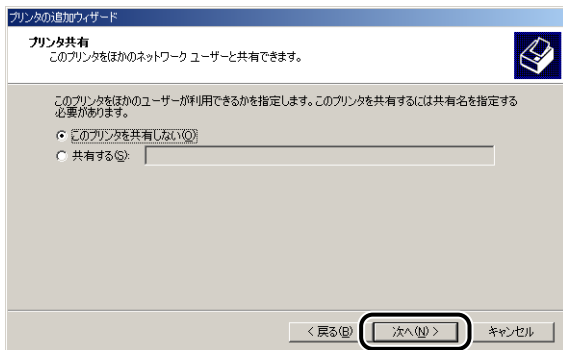 プリンタの追加ウィザード
プリンタ共有
このプリンタをほかのネットワーク ユーザーと共有できます。
このプリンタをほかのユーザーが利用できるかを指定します。このプリンタを共有するには共有名を指定する
必要があります。
このプリンタを共有しない(O)
共有する(S):
< 戻る(B)
次へ(N) >
キャンセル